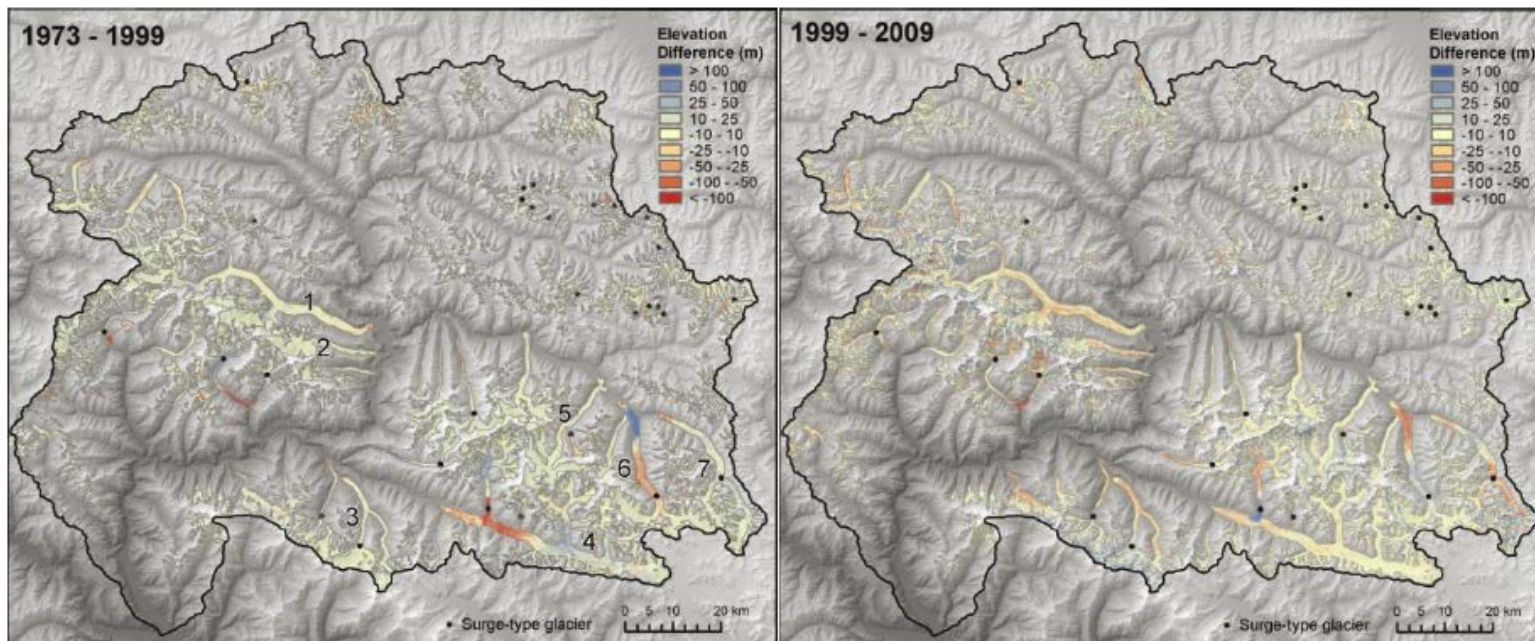 1973 - 1999
Elevation
Difference (m)
> 100
50 - 100
25 - 50
10 - 25
-10 - 10
-25 - -10
-50 - -25
-100 - -50
< -100
1
2
3
4
5
6
7
• Surge-type glacier
0 5 10 20 km
1999 - 2009
Elevation
Difference (m)
> 100
50 - 100
25 - 50
10 - 25
-10 - 10
-25 - -10
-50 - -25
-100 - -50
< -100
• Surge-type glacier
0 5 10 20 km